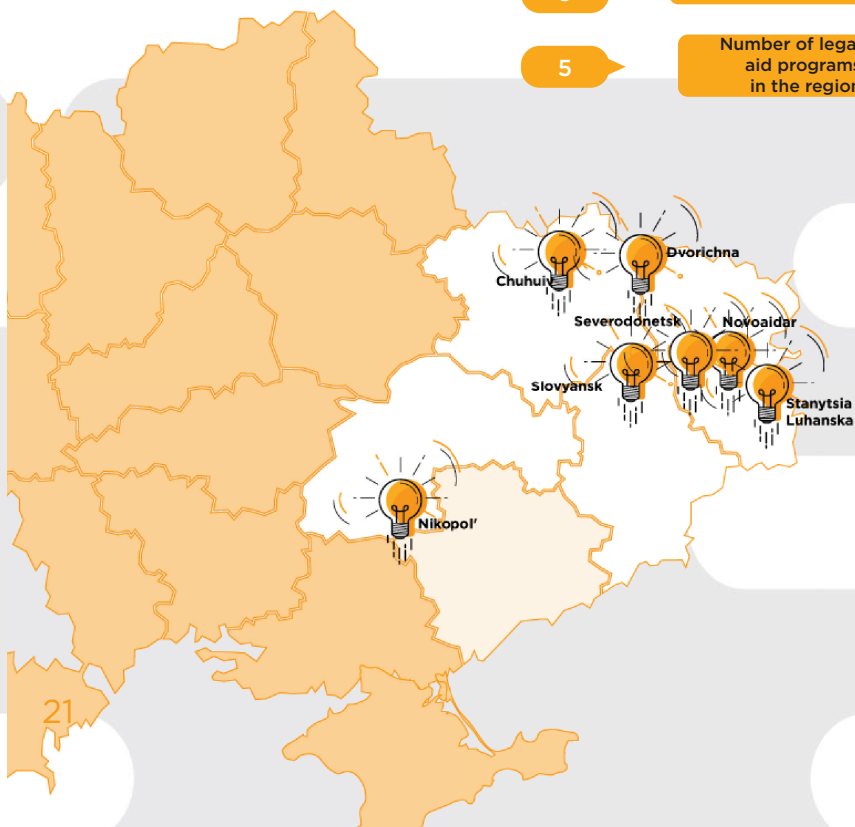 5
Number of lega
aid programs
in the region
Dvorichna
Chuhuiv
Severodonetsk
Novoaidar
Slovyansk
Stanytsia
Luhanska
Nikopol'
21